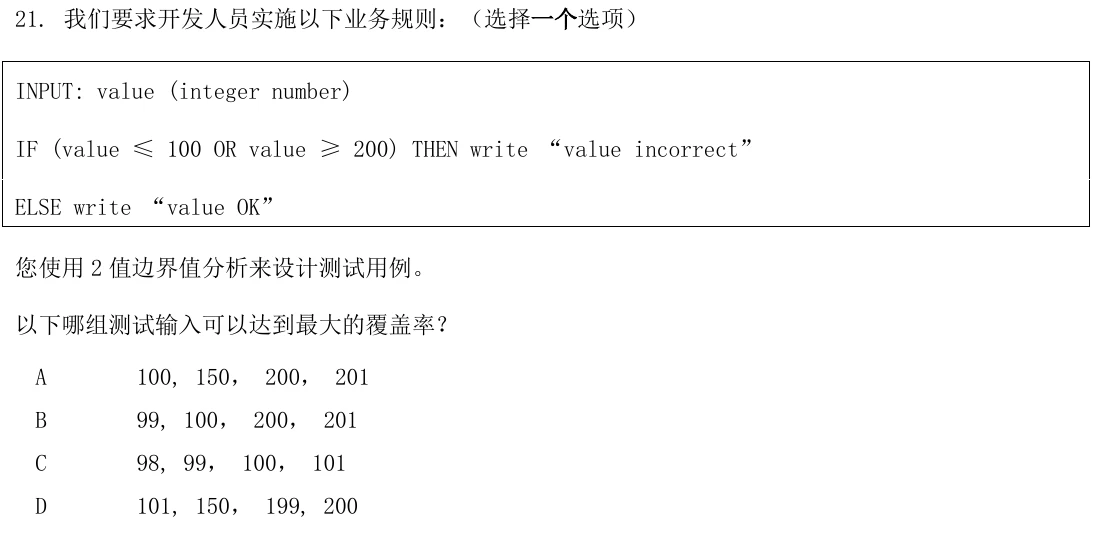 21. 我们要求开发人员实施以下业务规则：（选择一个选项）
INPUT: value (integer number)
IF (value ≤ 100 OR value ≥ 200) THEN write “value incorrect”
ELSE write “value OK”
您使用 2 值边界值分析来设计测试用例。
以下哪组测试输入可以达到最大的覆盖率？
A 100, 150， 200， 201
B 99, 100， 200， 201
C 98, 99， 100， 101
D 101, 150， 199, 200